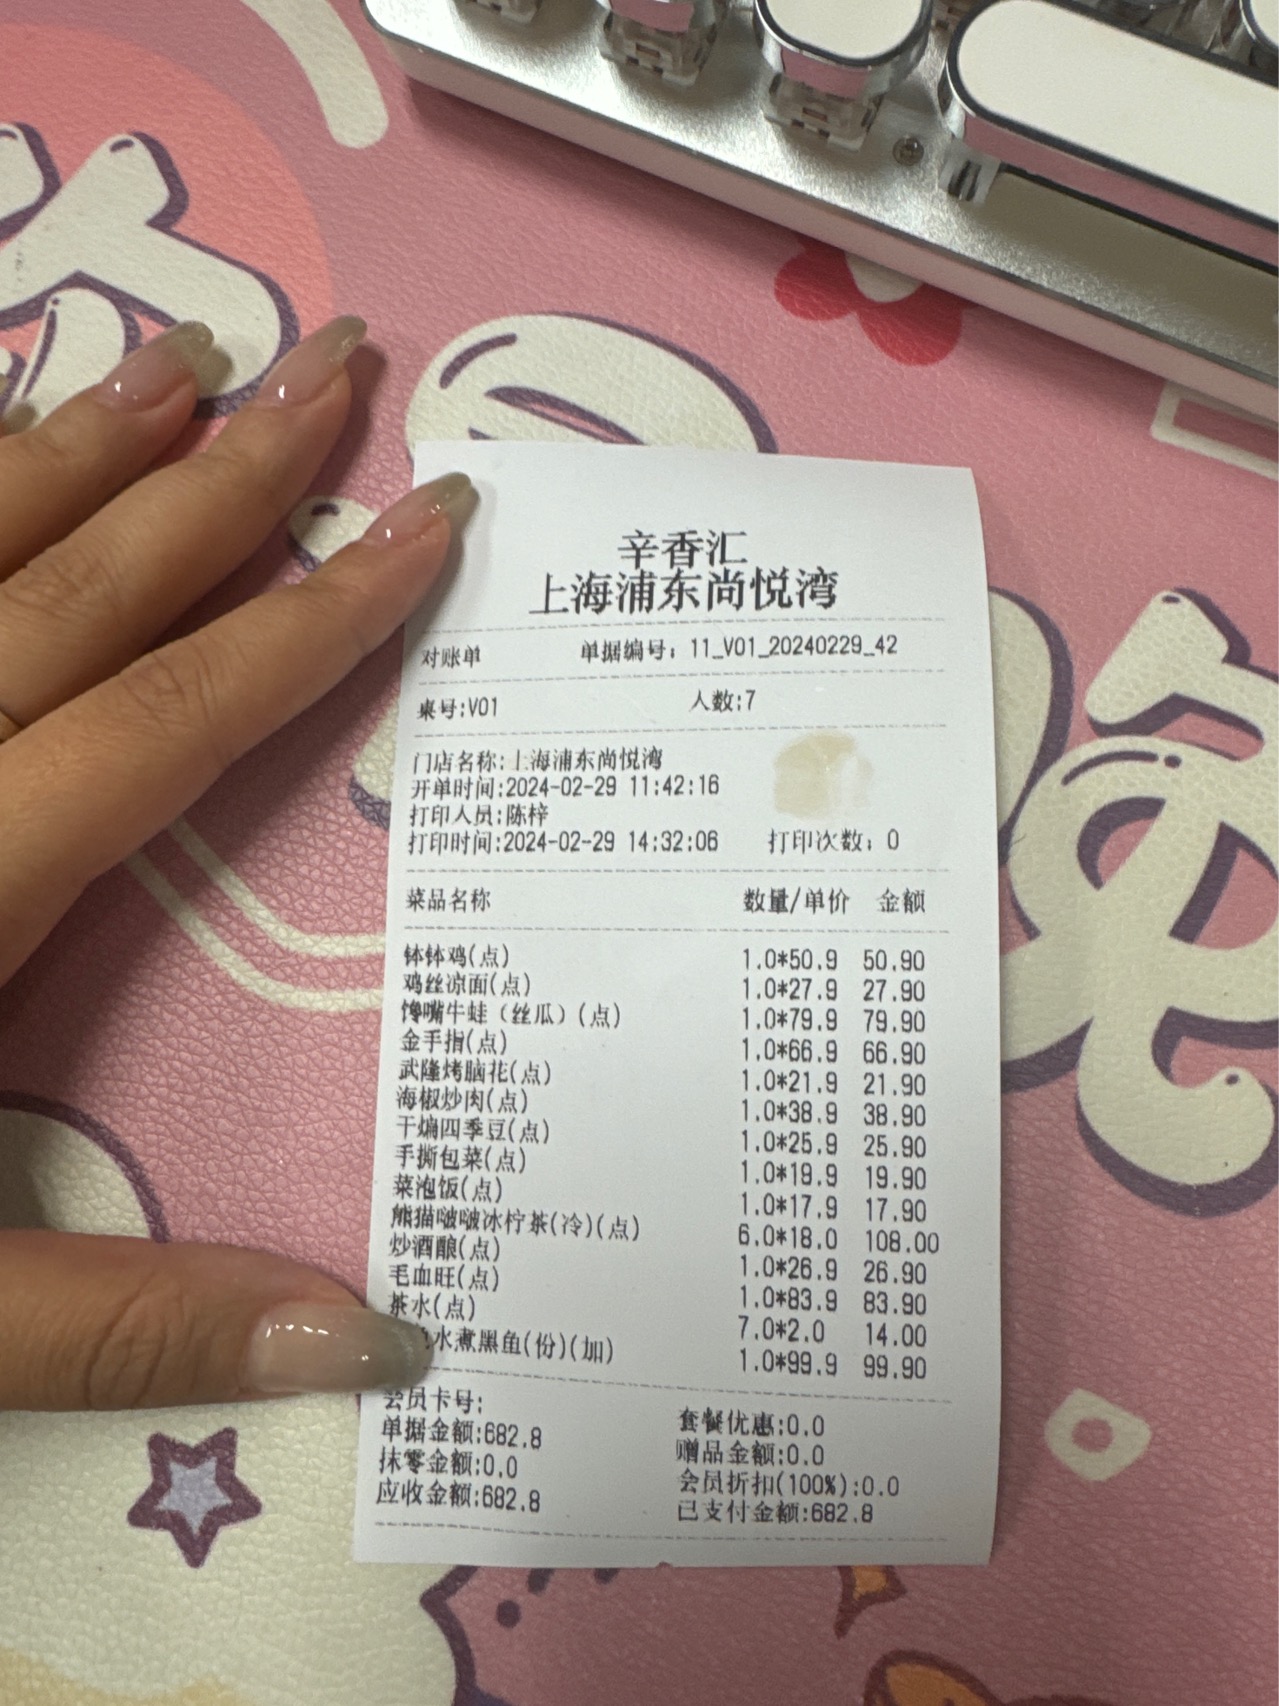 辛香汇
上海浦东尚悦湾
对账单 单据编号: 11_V01_20240229_42
桌号:V01 人数:7
门店名称:上海浦东尚悦湾
开单时间:2024-02-29 11:42:16
打印人员:陈梓
打印时间:2024-02-29 14:32:06 打印次数: 0
菜品名称 数量/单价 金额
钵钵鸡(点) 1.0*50.9 50.90
鸡丝凉面(点) 1.0*27.9 27.90
馋嘴牛蛙（丝瓜）(点) 1.0*79.9 79.90
金手指(点) 1.0*66.9 66.90
武隆烤脑花(点) 1.0*21.9 21.90
海椒炒肉(点) 1.0*38.9 38.90
干煸四季豆(点) 1.0*25.9 25.90
手撕包菜(点) 1.0*19.9 19.90
菜泡饭(点) 1.0*17.9 17.90
熊猫啵啵冰柠茶(冷)(点) 6.0*18.0 108.00
炒酒酿(点) 1.0*26.9 26.90
毛血旺(点) 1.0*83.9 83.90
茶水(点) 7.0*2.0 14.00
水煮黑鱼(份)(加) 1.0*99.9 99.90
会员卡号:
单据金额:682.8 套餐优惠:0.0
抹零金额:0.0 赠品金额:0.0
应收金额:682.8 会员折扣(100%):0.0
已支付金额:682.8